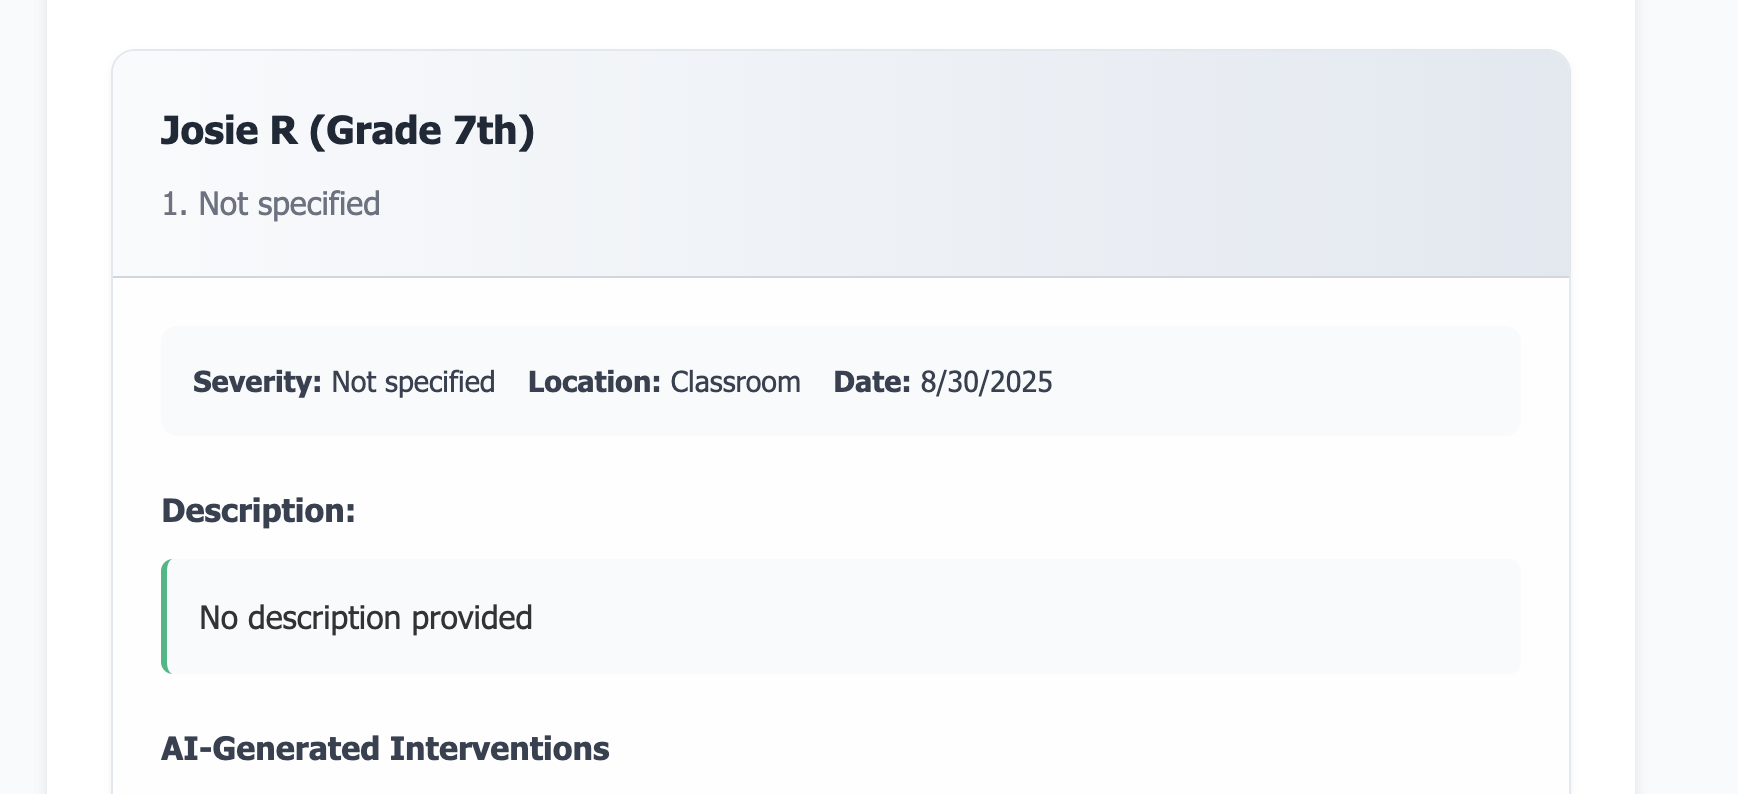 Josie R (Grade 7th)
1. Not specified
Severity: Not specified Location: Classroom Date: 8/30/2025
Description:
No description provided
AI-Generated Interventions